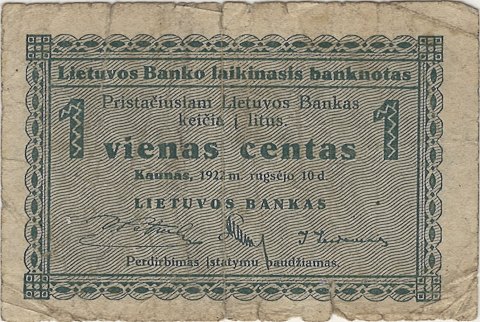 Lietuvos Banko laikinasis banknotas
Pristačiusiam Lietuvos Bankas
keičia į litus.
1 vienas centas 1
Kaunas, 1922 m. rugsėjo 10 d.
LIETUVOS BANKAS
Perdirbimas įstatymu baudžiamas.